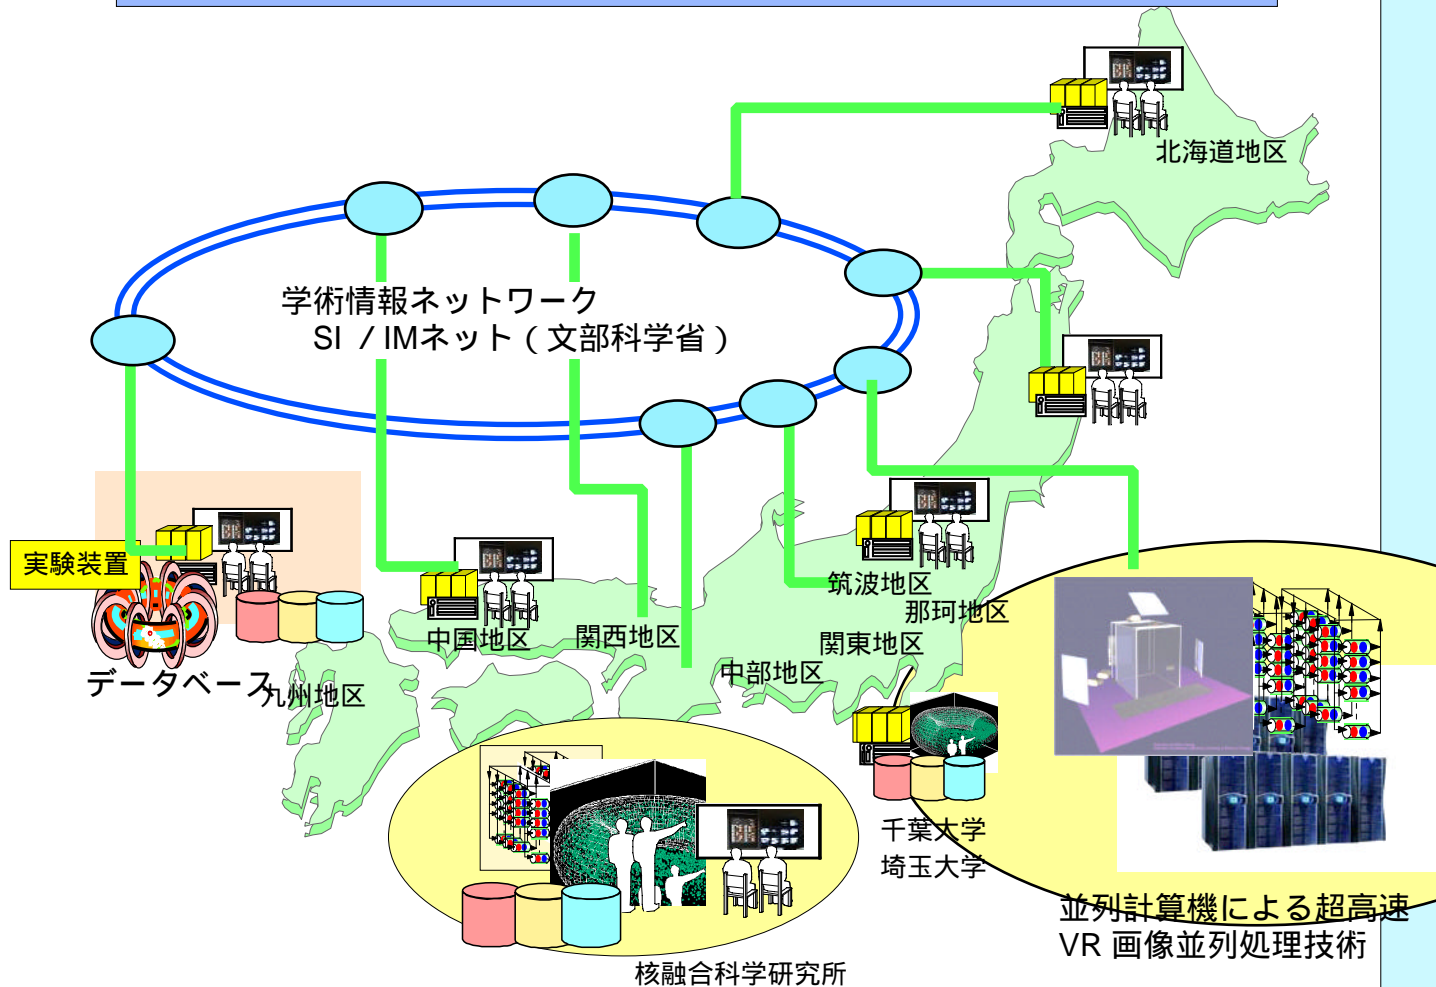 北海道地区
学術情報ネットワーク
SI / IMネット（文部科学省）
実験装置
筑波地区
那珂地区
中国地区
関西地区
関東地区
中部地区
データベース
九州地区
千葉大学
埼玉大学
並列計算機による超高速
VR 画像並列処理技術
核融合科学研究所